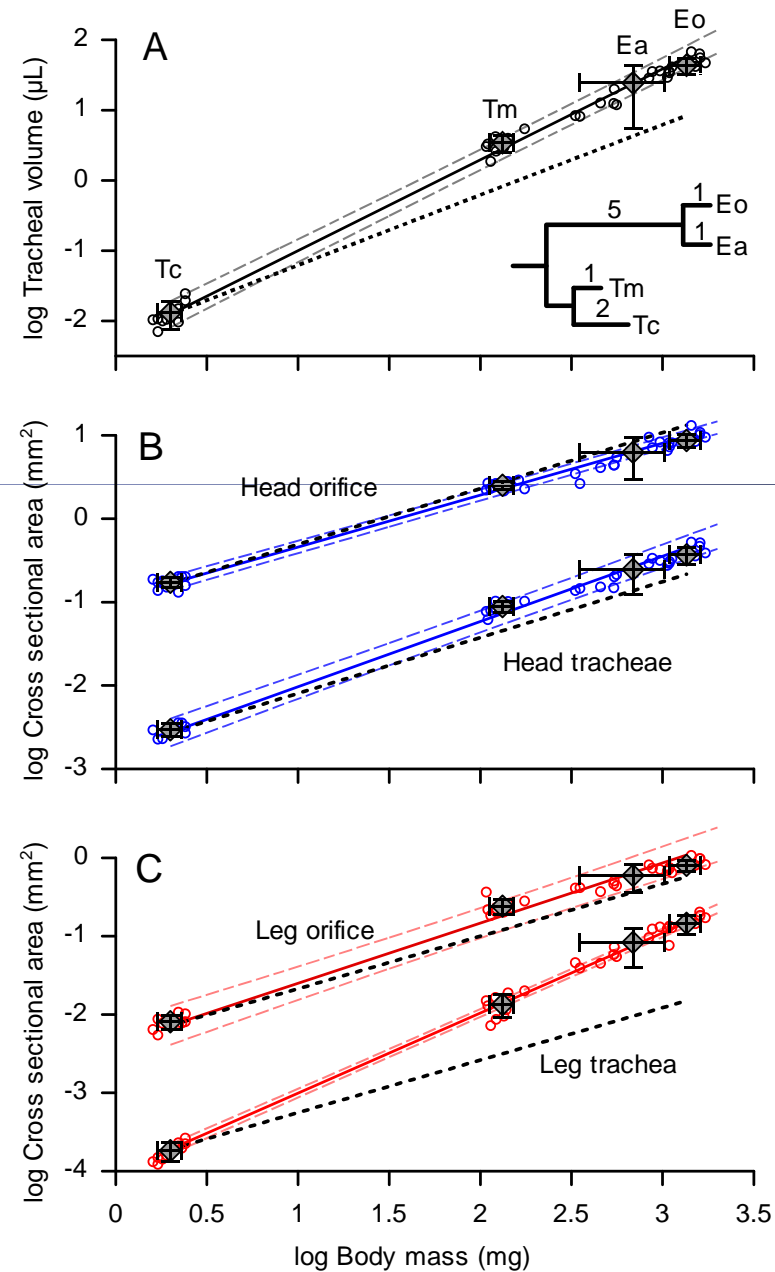 A
log Tracheal volume (µL)
2
1
0
-1
-2
Tc
Tm
Ea
Eo
5
1
Eo
1
Ea
1
Tm
2
Tc
B
log Cross sectional area (mm²)
1
0
-1
-2
-3
Head orifice
Head tracheae
C
log Cross sectional area (mm²)
0
-1
-2
-3
-4
Leg orifice
Leg trachea
0 0.5 1 1.5 2 2.5 3 3.5
log Body mass (mg)